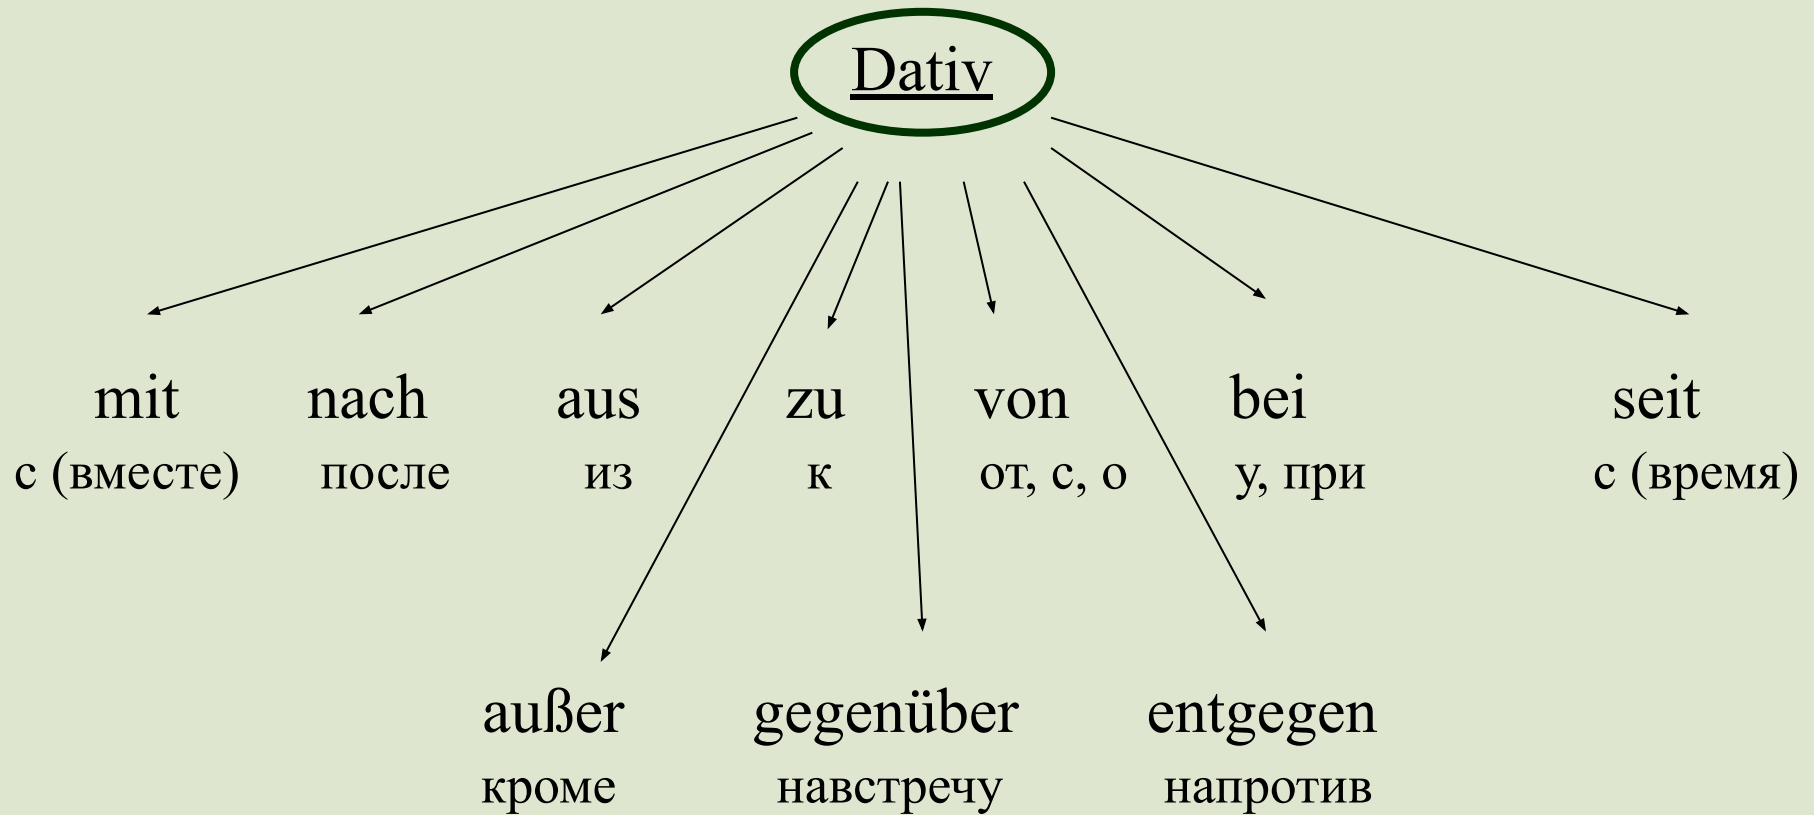 Dativ
mit nach aus zu von bei seit
с (вместе) после из к от, с, о у, при с (время)
außer gegenüber entgegen
кроме навстречу напротив